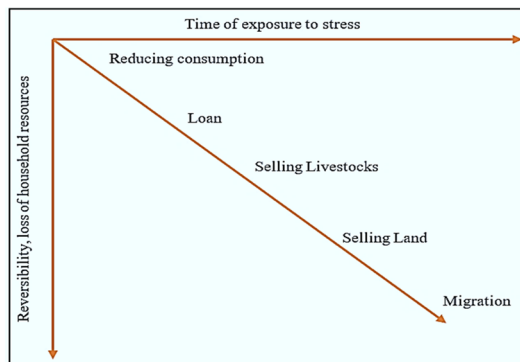 Time of exposure to stress
Reducing consumption
Loan
Selling Livestocks
Selling Land
Migration
Reversibility, loss of household resources